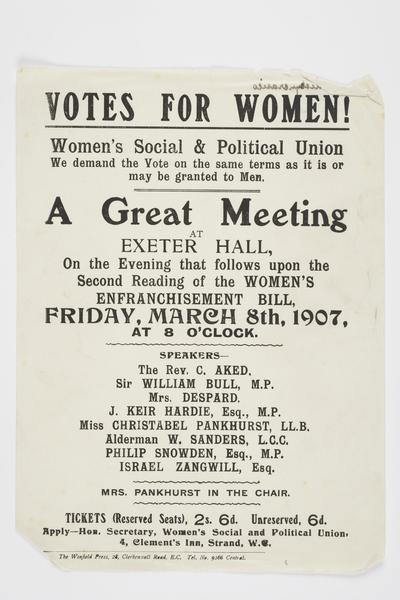 VOTES FOR WOMEN!
Women's Social & Political Union
We demand the Vote on the same terms as it is or
may be granted to Men.
A Great Meeting
AT
EXETER HALL,
On the Evening that follows upon the
Second Reading of the WOMEN'S
ENFRANCHISEMENT BILL,
FRIDAY, MARCH 8th, 1907,
AT 8 O'CLOCK.
SPEAKERS—
The Rev. C. AKED.
Sir WILLIAM BULL, M.P.
Mrs. DESPARD.
J. KEIR HARDIE, Esq., M.P.
Miss CHRISTABEL PANKHURST, LL.B.
Alderman W. SANDERS, L.C.C.
PHILIP SNOWDEN, Esq., M.P.
ISRAEL ZANGWILL, Esq.
MRS. PANKHURST IN THE CHAIR.
TICKETS (Reserved Seats), 2s. 6d. Unreserved, 6d.
Apply—Hon. Secretary, Women's Social and Political Union,
4, Clement's Inn, Strand, W.C.
The Wonfold Press, Clerkenwell Road, E.C. Tel. No. 9266 Central.